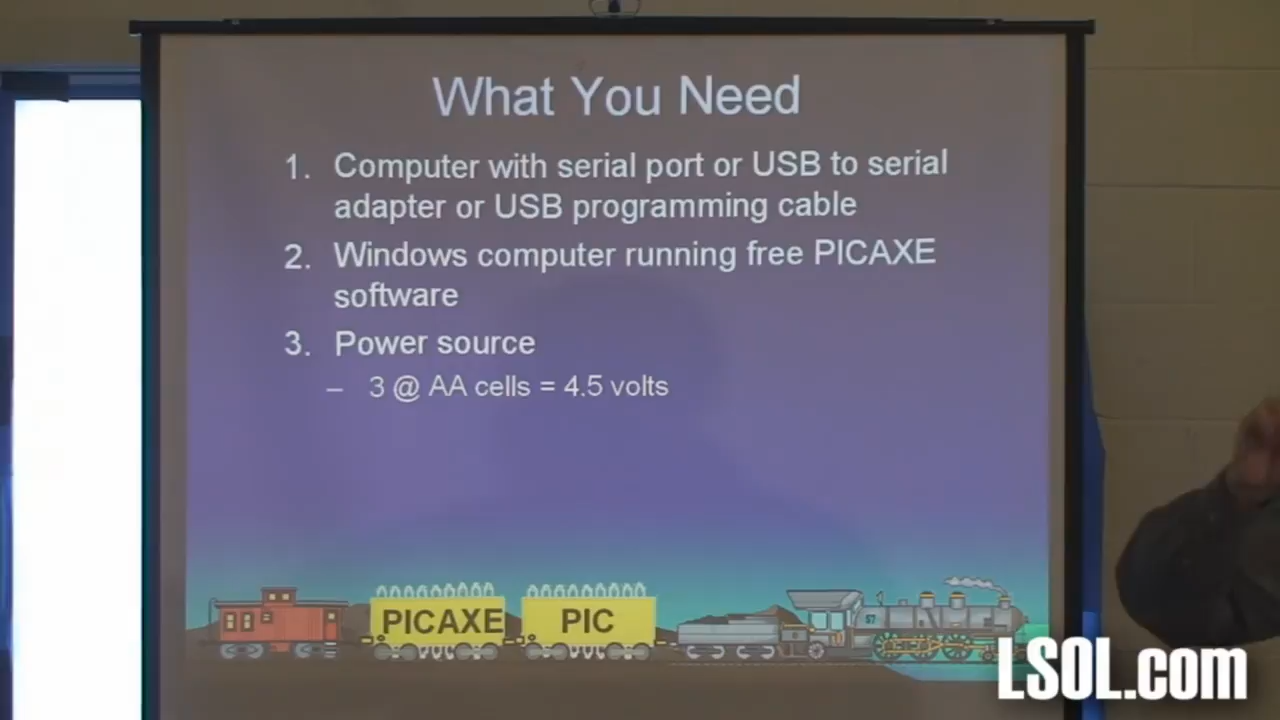 What You Need
1. Computer with serial port or USB to serial
adapter or USB programming cable
2. Windows computer running free PICAXE
software
3. Power source
– 3 @ AA cells = 4.5 volts
PICAXE
PIC
57
LSOL.com